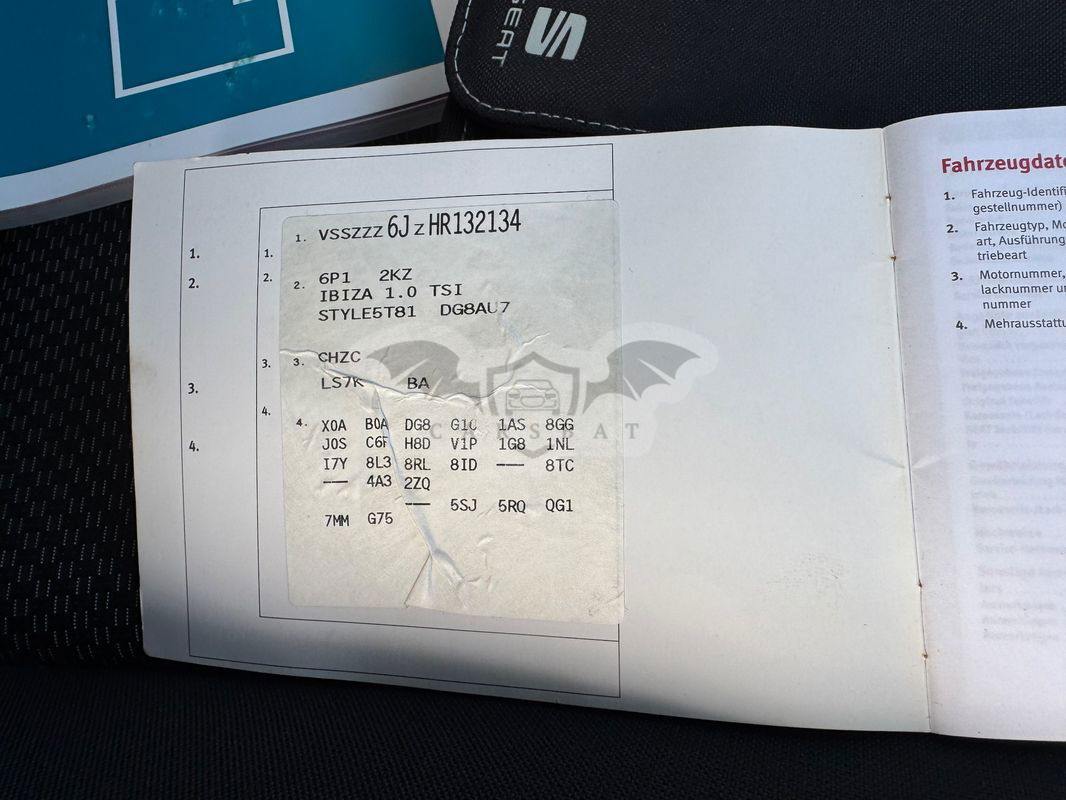 SEAT
1. VSSZZZ 6J Z HR132134
1. 1.
2. 2. 2. 6P1 2KZ
IBIZA 1.0 TSI
STYLE5T81 DG8AU7
3. 3. CHZC
3. LS7K BA
4.
4. X0A B0A DG8 G1C 1AS 8GG
4. J0S C6F H8D V1P 1G8 1NL
I7Y 8L3 8RL 8ID --- 8TC
--- 4A3 2ZQ
--- 5SJ 5RQ QG1
7MM G75
CARSBAT
Fahrzeugdate
1. Fahrzeug-Identifi
gestellnummer)
2. Fahrzeugtyp, Mo
art, Ausführung
triebeart
3. Motornummer,
lacknummer u
nummer
4. Mehrausstattu